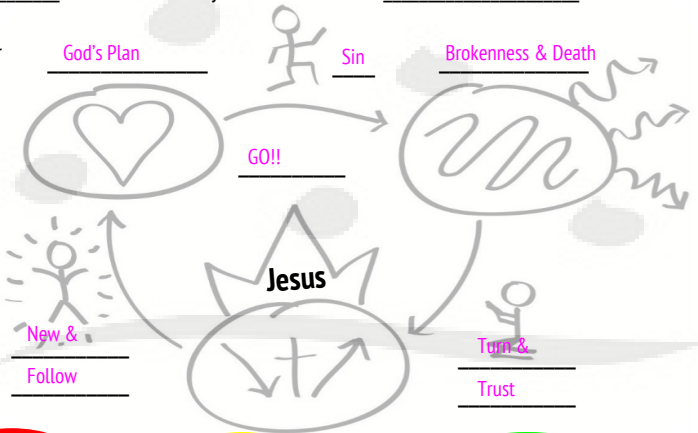 God's Plan
Sin
Brokenness & Death
GO!!
Jesus
New &
Follow
Turn &
Trust